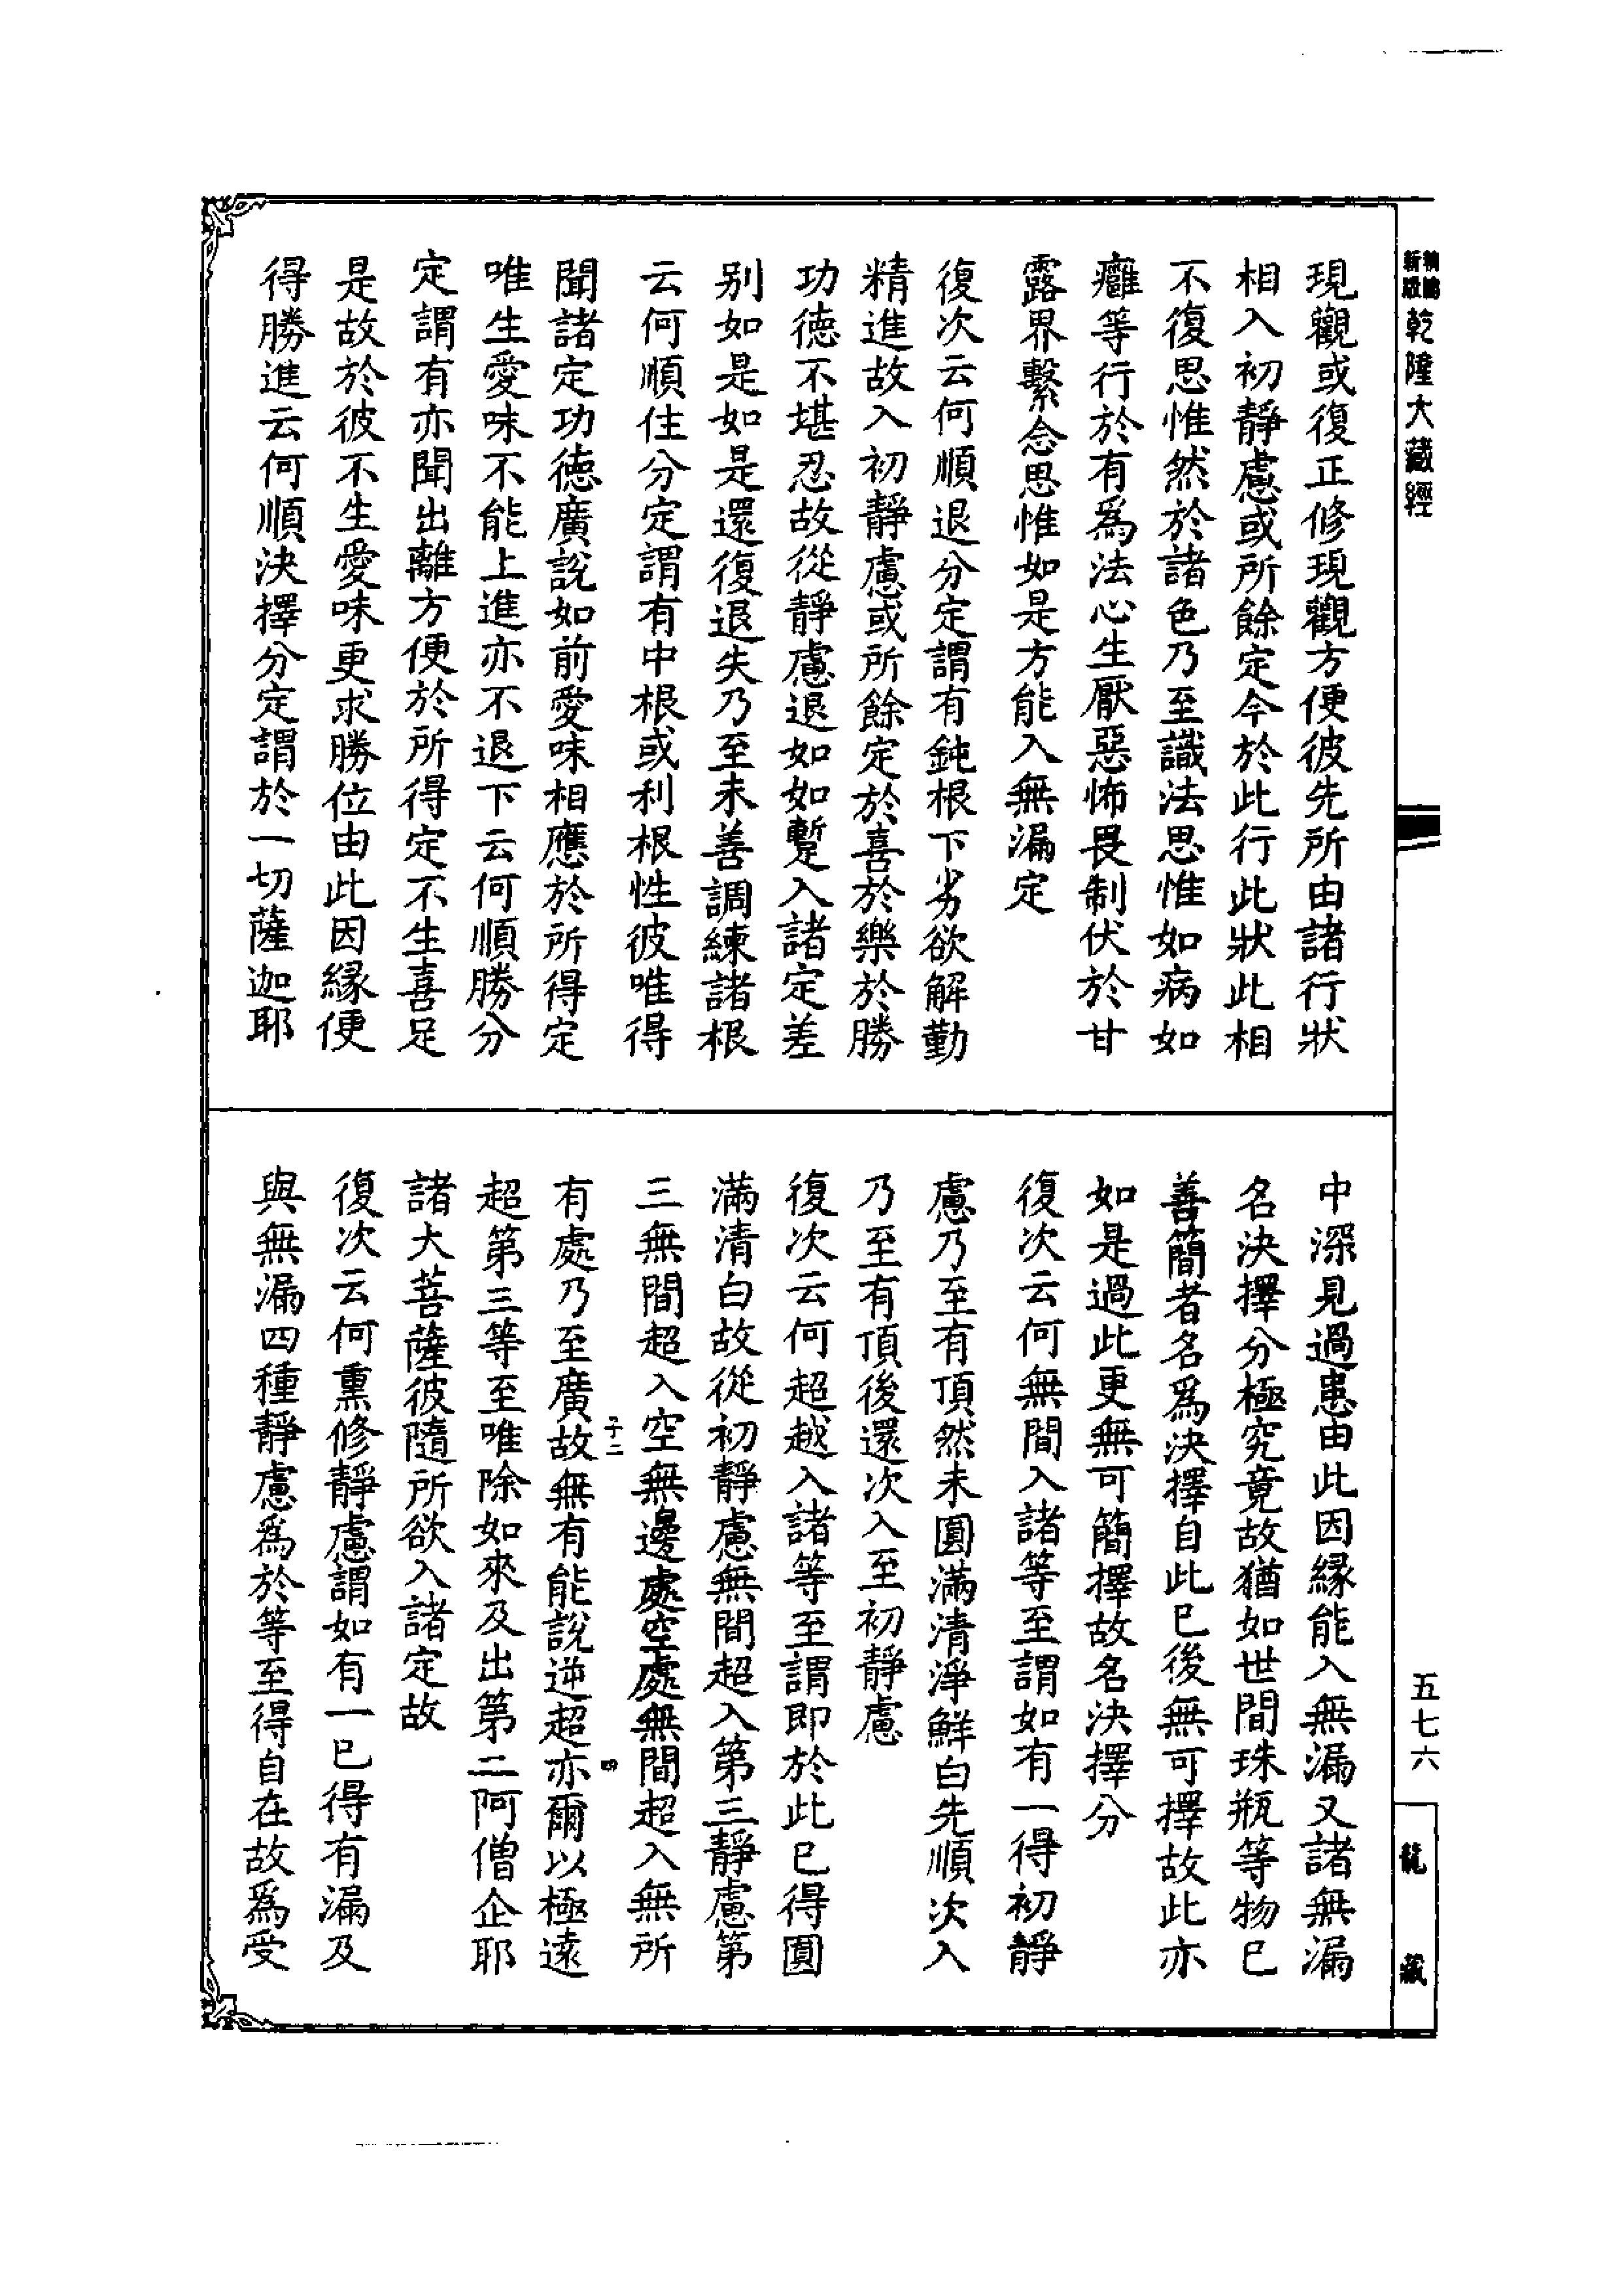 乾隆大藏經
現觀或復正修現觀方便彼先所由諸行狀
相入初靜慮或所餘定今於此行此狀此相
不復思惟然於諸色乃至識法思惟如病如
癰等行於有爲法心生厭惡怖畏制伏於甘
露界繫念思惟如是方能入無漏定
復次云何順退分定謂有鈍根下劣欲解勤
精進故入初靜慮或所餘定於喜於樂於勝
功德不堪忍故從靜慮退如如暫入諸定差
别如是如是還復退失乃至未善調練諸根
云何順住分定謂有中根或利根性彼唯得
聞諸定功德廣說如前愛味相應於所得定
唯生愛味不能上進亦不退下云何順勝分
定謂有亦聞出離方便於所得定不生喜足
是故於彼不生愛味更求勝位由此因緣便
得勝進云何順決擇分定謂於一切薩迦耶
中深見過患由此因緣能入無漏又諸無漏
名決擇分極究竟故猶如世間珠瓶等物已
善簡者名爲決擇自此已後無可擇故此亦
如是過此更無可簡擇故名決擇分
復次云何無間入諸等至謂如有一得初靜
慮乃至有頂然未圓滿清淨鮮白先順次入
乃至有頂後還次入至初靜慮
復次云何超越入諸等至謂即於此已得圓
滿清白故從初靜慮無間超入第三靜慮第
三無間超入空無邊處空處無間超入無所
子二
四
有處乃至廣故無有能說逆超亦爾以極遠
超第三等至唯除如來及出第二阿僧企耶
諸大菩薩彼隨所欲入諸定故
復次云何熏修靜慮謂如有一已得有漏及
與無漏四種靜慮爲於等至得自在故爲受
五七六
龍藏